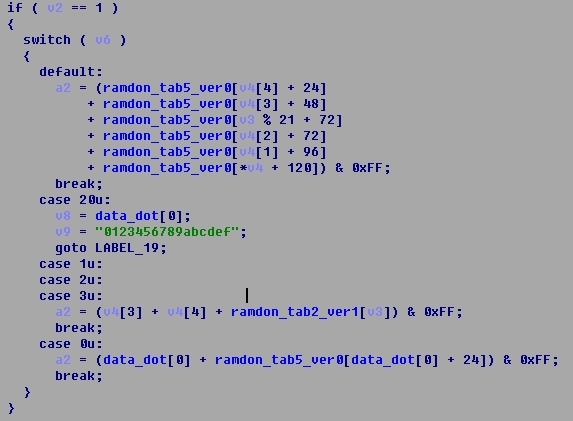 if ( v2 == 1 )
{
switch ( v6 )
{
default:
a2 = (ramdon_tab5_ver0[v4[4] + 24]
+ ramdon_tab5_ver0[v4[3] + 48]
+ ramdon_tab5_ver0[v3 % 21 + 72]
+ ramdon_tab5_ver0[v4[2] + 72]
+ ramdon_tab5_ver0[v4[1] + 96]
+ ramdon_tab5_ver0[*v4 + 120]) & 0xFF;
break;
case 20u:
v8 = data_dot[0];
v9 = "0123456789abcdef";
goto LABEL_19;
case 1u:
case 2u:
case 3u:
a2 = (v4[3] + v4[4] + ramdon_tab2_ver1[v3]) & 0xFF;
break;
case 0u:
a2 = (data_dot[0] + ramdon_tab5_ver0[data_dot[0] + 24]) & 0xFF;
break;
}
}